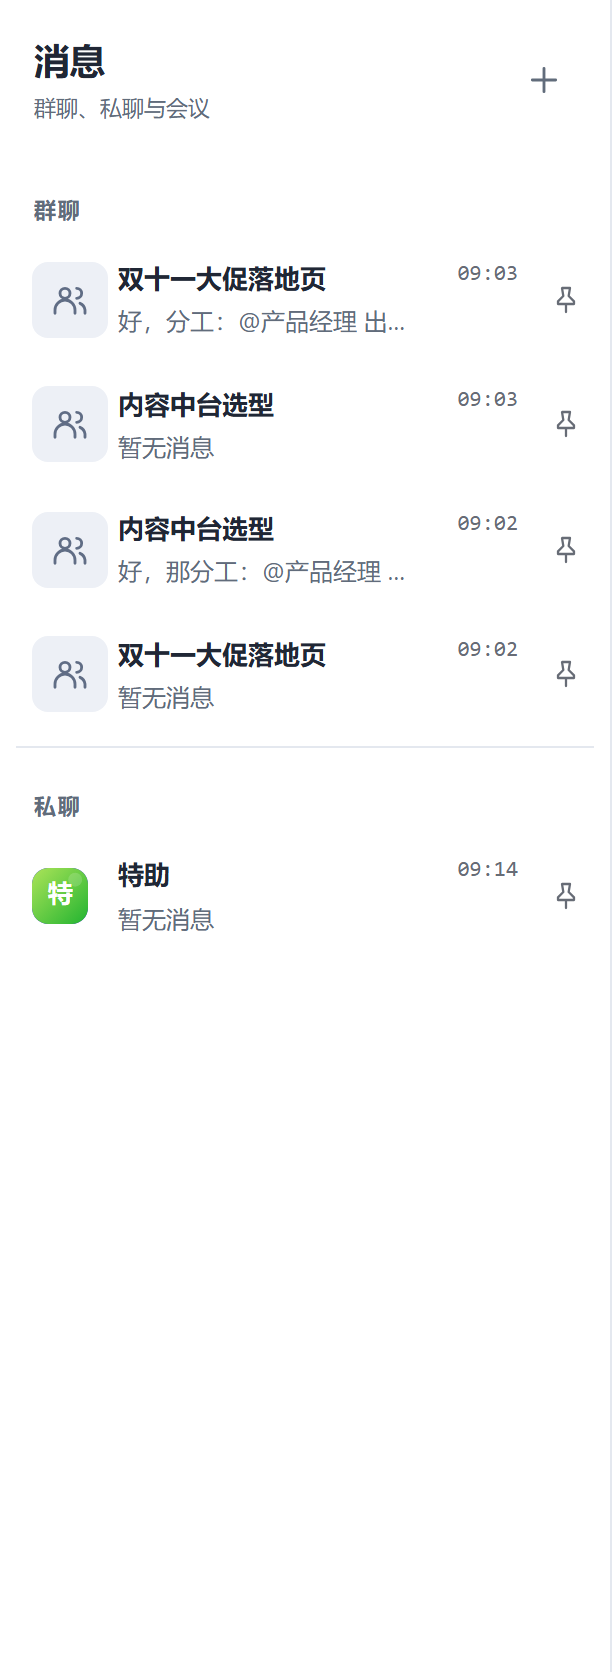 消息
群聊、私聊与会议
群聊
双十一大促落地页 09:03
好，分工：@产品经理 出...
内容中台选型 09:03
暂无消息
内容中台选型 09:02
好，那分工：@产品经理 ...
双十一大促落地页 09:02
暂无消息
私聊
特 特助 09:14
暂无消息